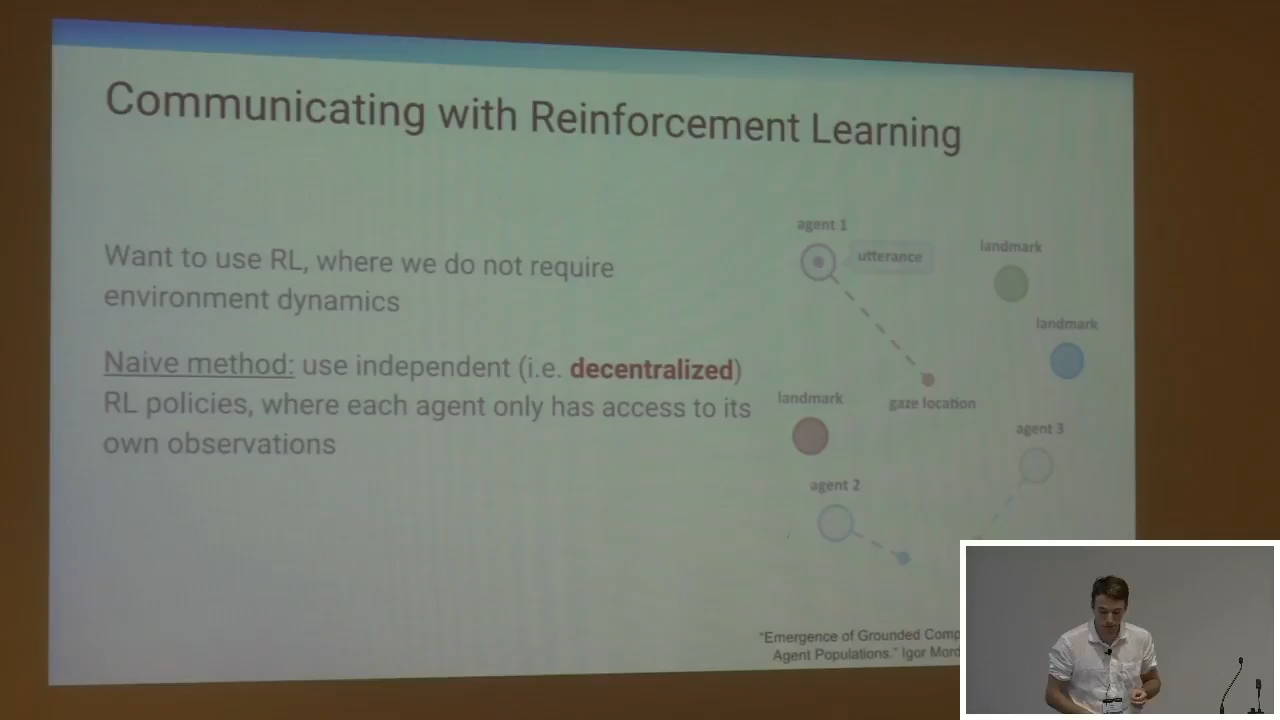 Communicating with Reinforcement Learning
Want to use RL, where we do not require
environment dynamics
Naive method: use independent (i.e. decentralized)
RL policies, where each agent only has access to its
own observations
agent 1
utterance
landmark
landmark
landmark
gaze location
agent 3
agent 2
"Emergence of Grounded Comp
Agent Populations." Igor Mord